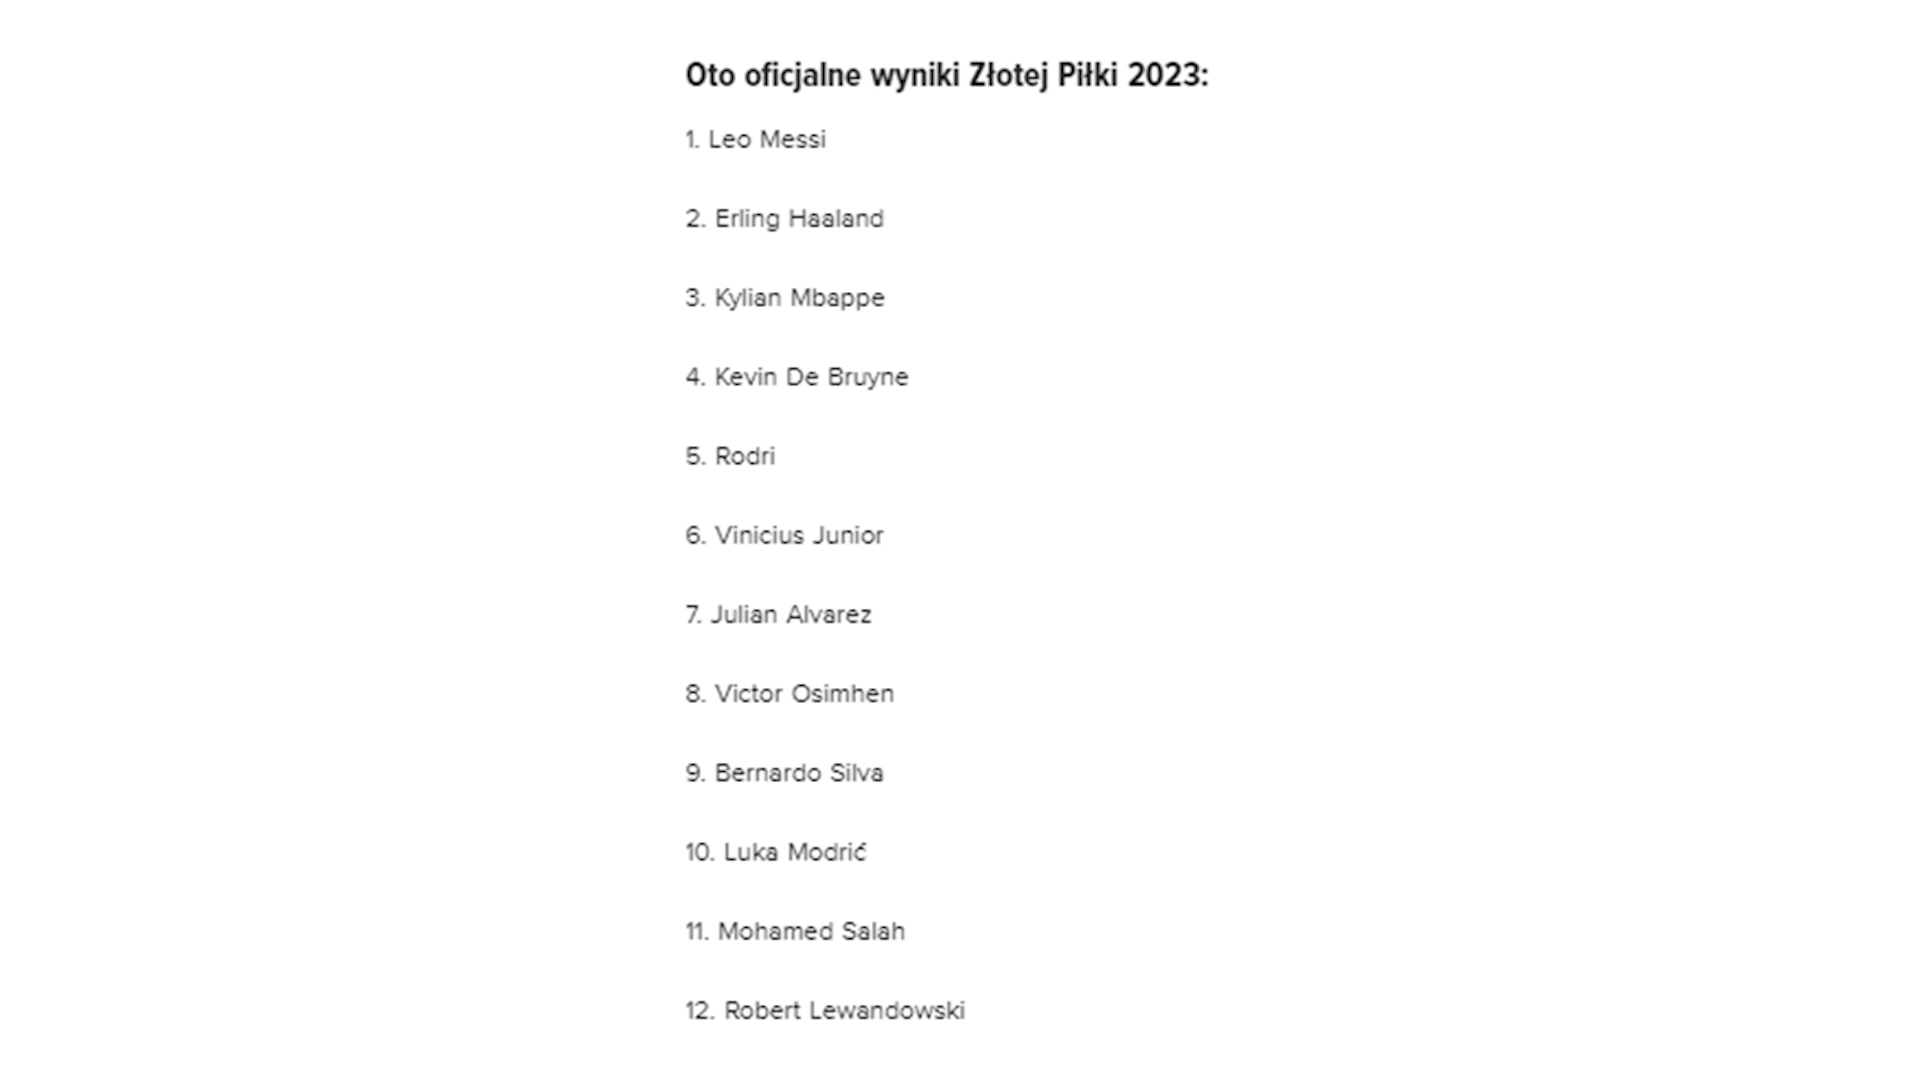 Oto oficjalne wyniki Złotej Piłki 2023:
1. Leo Messi
2. Erling Haaland
3. Kylian Mbappe
4. Kevin De Bruyne
5. Rodri
6. Vinicius Junior
7. Julian Alvarez
8. Victor Osimhen
9. Bernardo Silva
10. Luka Modrić
11. Mohamed Salah
12. Robert Lewandowski